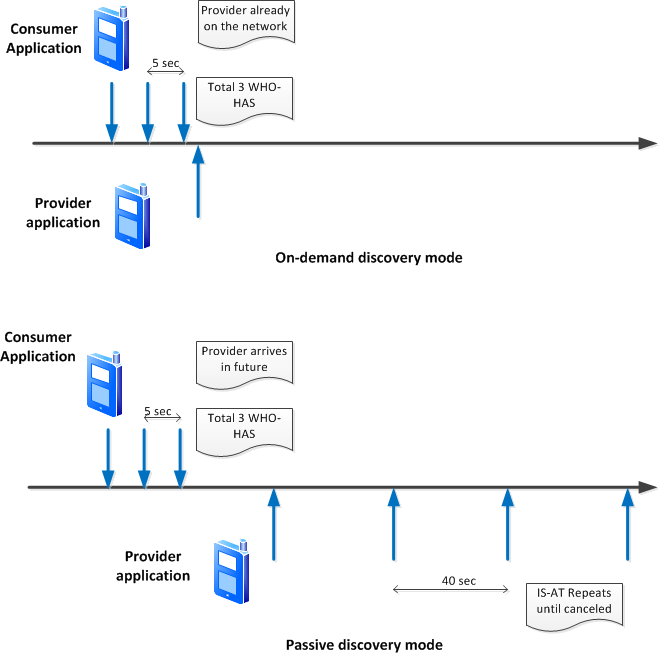 Consumer
Application
Provider already
on the network
5 sec
Total 3 WHO-
HAS
Provider
application
On-demand discovery mode
Consumer
Application
Provider arrives
in future
5 sec
Total 3 WHO-
HAS
Provider
application
40 sec
IS-AT Repeats
until canceled
Passive discovery mode